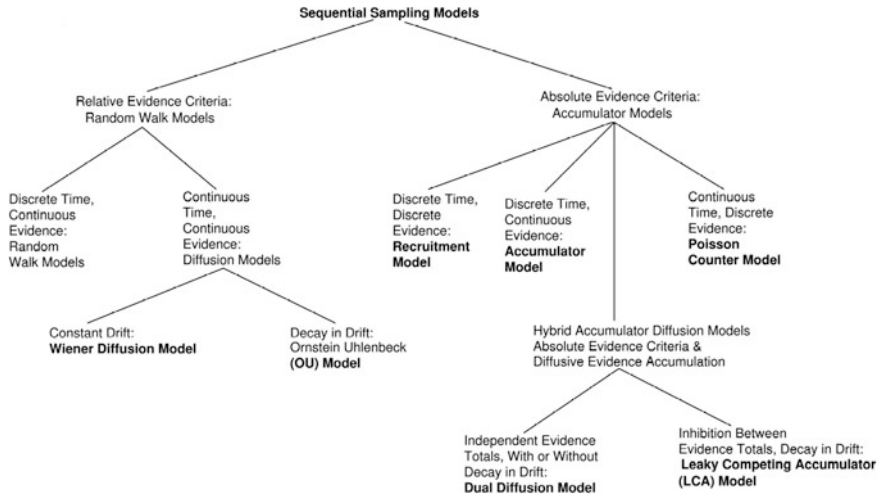 Sequential Sampling Models
Relative Evidence Criteria:
Random Walk Models
Absolute Evidence Criteria:
Accumulator Models
Discrete Time,
Continuous
Evidence:
Random
Walk Models
Continuous
Time,
Continuous
Evidence:
Diffusion Models
Discrete Time,
Discrete
Evidence:
Recruitment
Model
Discrete Time,
Continuous
Evidence:
Accumulator
Model
Continuous
Time, Discrete
Evidence:
Poisson
Counter Model
Constant Drift:
Wiener Diffusion Model
Decay in Drift:
Ornstein Uhlenbeck
(OU) Model
Hybrid Accumulator Diffusion Models
Absolute Evidence Criteria &
Diffusive Evidence Accumulation
Independent Evidence
Totals, With or Without
Decay in Drift:
Dual Diffusion Model
Inhibition Between
Evidence Totals, Decay in Drift:
Leaky Competing Accumulator
(LCA) Model